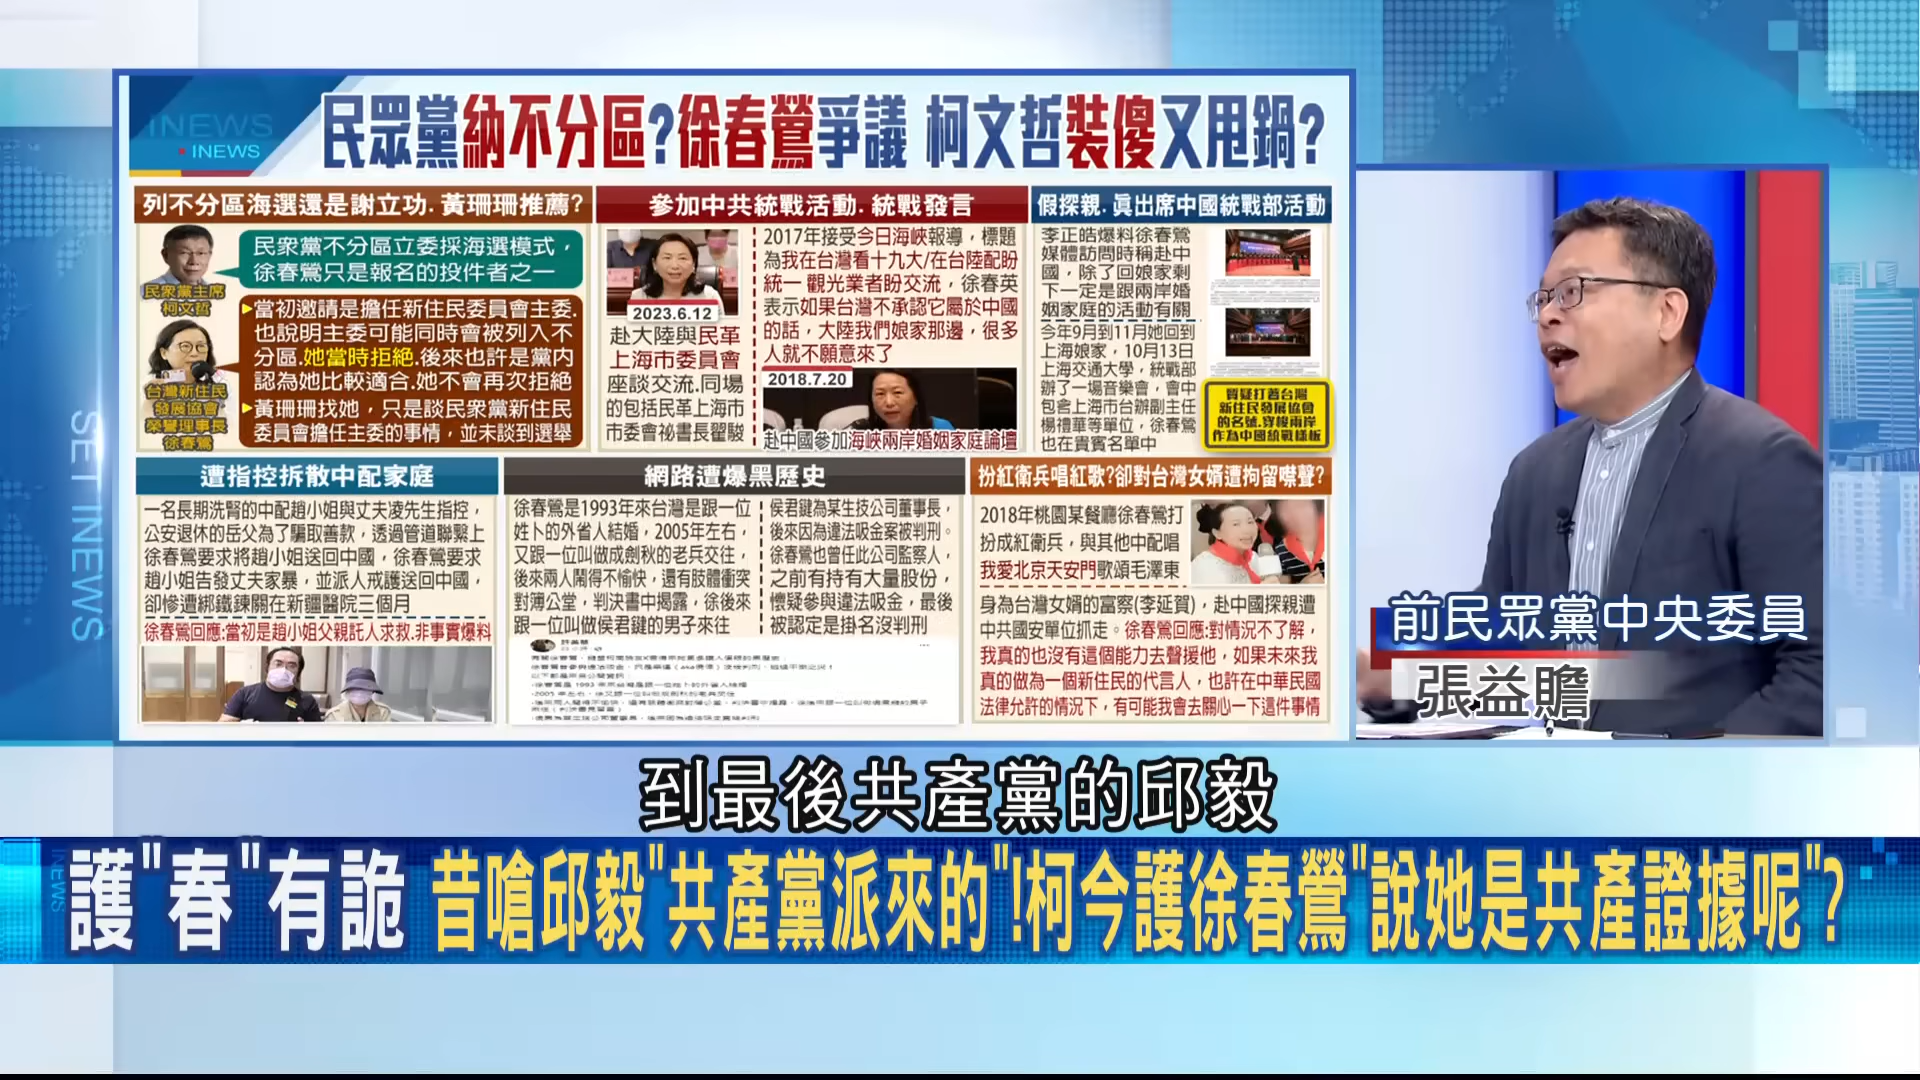 INEWS
INEWS
民眾黨納不分區?徐春鶯爭議 柯文哲裝傻又甩鍋?
列不分區海選還是謝立功.黃珊珊推薦?
民眾黨主席
柯文哲
民眾黨不分區立委採海選模式，
徐春鶯只是報名的投件者之一
台灣新住民
發展協會
榮譽理事長
徐春鶯
當初邀請是擔任新住民委員會主委.
也說明主委可能同時會被列入不
分區.她當時拒絕.後來也許是黨內
認為她比較適合.她不會再次拒絕
黃珊珊找她，只是談民眾黨新住民
委員會擔任主委的事情，並未談到選舉
參加中共統戰活動.統戰發言
2023.6.12
赴大陸與民革
上海市委員會
座談交流.同場
的包括民革上海市
市委會祕書長翟駿
2017年接受今日海峽報導，標題
為我在台灣看十九大/在台陸配盼
統一 觀光業者盼交流，徐春英
表示如果台灣不承認它屬於中國
的話，大陸我們娘家那邊，很多
人就不願意來了
2018.7.20
赴中國參加海峽兩岸婚姻家庭論壇
假探親.真出席中國統戰部活動
李正皓爆料徐春鶯
媒體訪問時稱赴中
國，除了回娘家剩
下一定是跟兩岸婚
姻家庭的活動有關
今年9月到11月她回到
上海娘家，10月13日
上海交通大學，統戰部
辦了一場音樂會，會中
包含上海市台辦副主任
楊禮華等單位，徐春鶯
也在貴賓名單中
質疑打著台灣
新住民發展協會
的名號.穿梭兩岸
作為中國統戰樣板
遭指控拆散中配家庭
一名長期洗腎的中配趙小姐與丈夫凌先生指控，
公安退休的岳父為了騙取善款，透過管道聯繫上
徐春鶯要求將趙小姐送回中國，徐春鶯要求
趙小姐告發丈夫家暴，並派人戒護送回中國，
卻慘遭綁鐵鍊關在新疆醫院三個月
徐春鶯回應:當初是趙小姐父親託人求救.非事實爆料
網路遭爆黑歷史
徐春鶯是1993年來台灣是跟一位
姓卜的外省人結婚，2005年左右，
又跟一位叫做成劍秋的老兵交往，
後來兩人鬧得不愉快，還有肢體衝突
對簿公堂，判決書中揭露，徐後來
跟一位叫做侯君鍵的男子來往
侯君鍵為某生技公司董事長，
後來因為違法吸金案被判刑。
徐春鶯也曾任此公司監察人，
之前有持有大量股份，
懷疑參與違法吸金，最後
被認定是掛名沒判刑
扮紅衛兵唱紅歌?卻對台灣女婿遭拘留噤聲?
2018年桃園某餐廳徐春鶯打
扮成紅衛兵，與其他中配唱
我愛北京天安門歌頌毛澤東
身為台灣女婿的富察(李延賀)，赴中國探親遭
中共國安單位抓走。徐春鶯回應:對情況不了解，
我真的也沒有這個能力去聲援他，如果未來我
真的做為一個新住民的代言人，也許在中華民國
法律允許的情況下，有可能我會去關心一下這件事情
SET INEWS
前民眾黨中央委員
張益贍
到最後共產黨的邱毅
INEWS
護"春"有詭 昔嗆邱毅"共產黨派來的"!柯今護徐春鶯"說她是共產證據呢"?